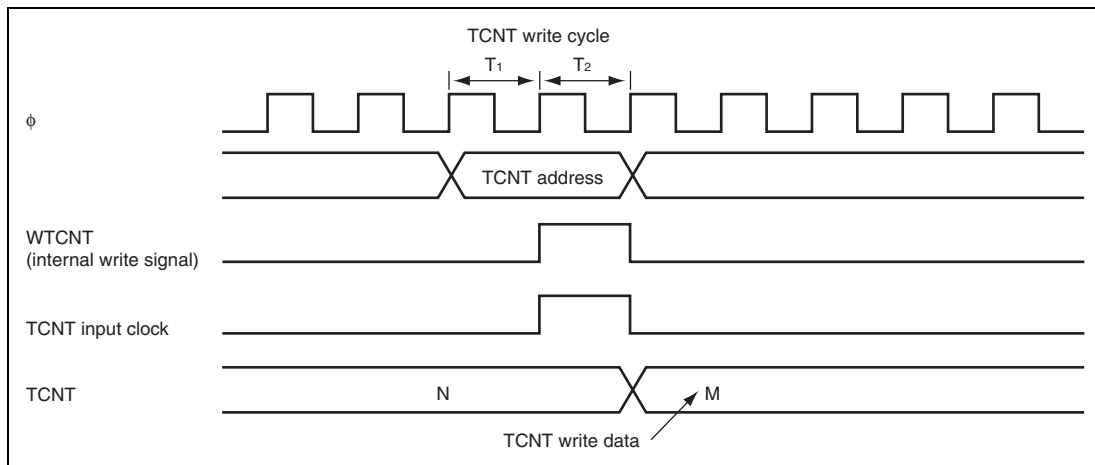 TCNT write cycle
T1 T2
ϕ
TCNT address
WTCNT
(internal write signal)
TCNT input clock
TCNT
N
M
TCNT write data